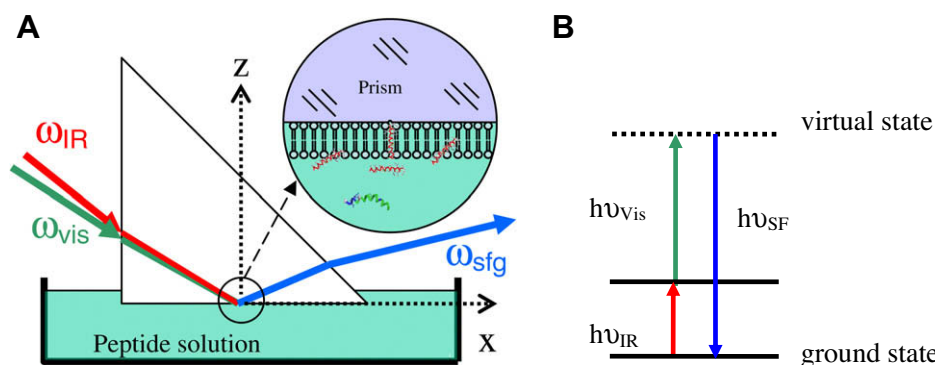 A
z
Prism
ωIR
ωvis
ωsfg
x
Peptide solution
B
virtual state
hυVis
hυSF
hυIR
ground state